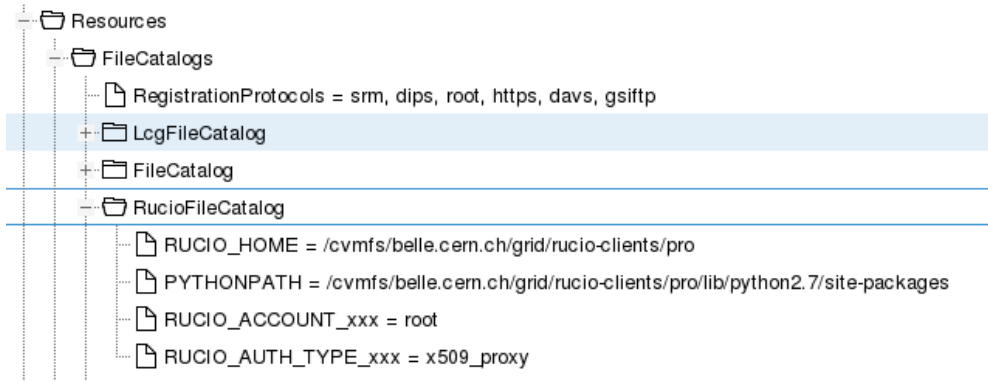 Resources
FileCatalogs
RegistrationProtocols = srm, dips, root, https, davs, gsiftp
LcgFileCatalog
FileCatalog
RucioFileCatalog
RUCIO_HOME = /cvmfs/belle.cern.ch/grid/rucio-clients/pro
PYTHONPATH = /cvmfs/belle.cern.ch/grid/rucio-clients/pro/lib/python2.7/site-packages
RUCIO_ACCOUNT_xxx = root
RUCIO_AUTH_TYPE_xxx = x509_proxy